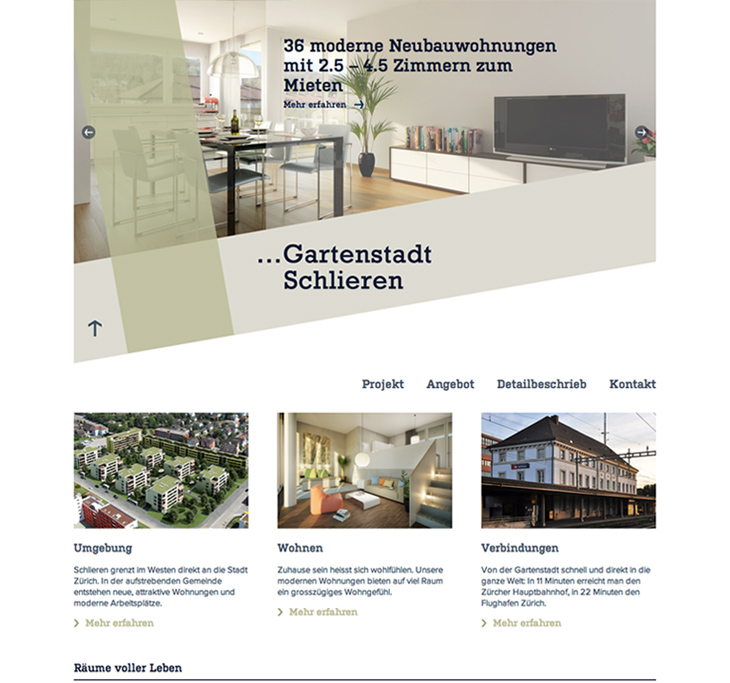 36 moderne Neubauwohnungen
mit 2.5 – 4.5 Zimmern zum
Mieten
Mehr erfahren →
...Gartenstadt
Schlieren
Projekt Angebot Detailbeschrieb Kontakt
Umgebung
Schlieren grenzt im Westen direkt an die Stadt
Zürich. In der aufstrebenden Gemeinde
entstehen neue, attraktive Wohnungen und
moderne Arbeitsplätze.
Mehr erfahren
Wohnen
Zuhause sein heisst sich wohlfühlen. Unsere
modernen Wohnungen bieten auf viel Raum
ein grosszügiges Wohngefühl.
Mehr erfahren
Verbindungen
Von der Gartenstadt schnell und direkt in die
ganze Welt: In 11 Minuten erreicht man den
Zürcher Hauptbahnhof, in 22 Minuten den
Flughafen Zürich.
Mehr erfahren
Räume voller Leben